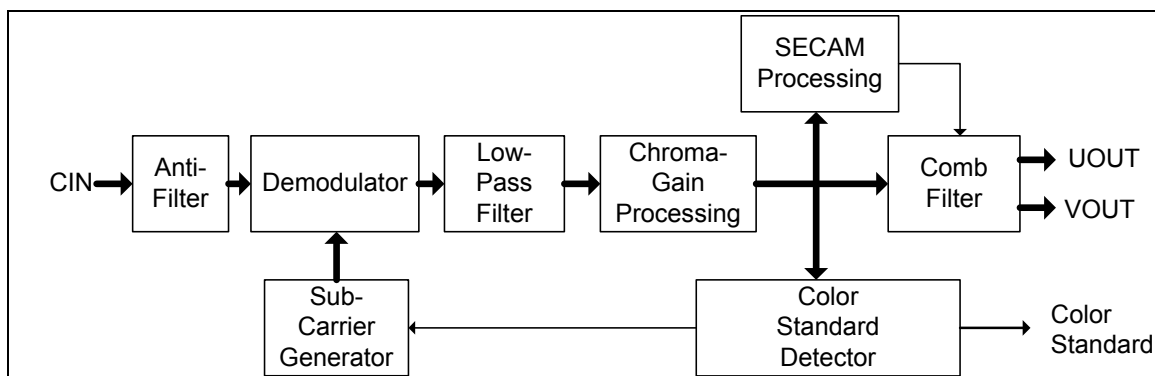 SECAM
Processing
CIN
Anti-
Filter
Demodulator
Low-
Pass
Filter
Chroma-
Gain
Processing
Comb
Filter
UOUT
VOUT
Sub-
Carrier
Generator
Color
Standard
Detector
Color
Standard